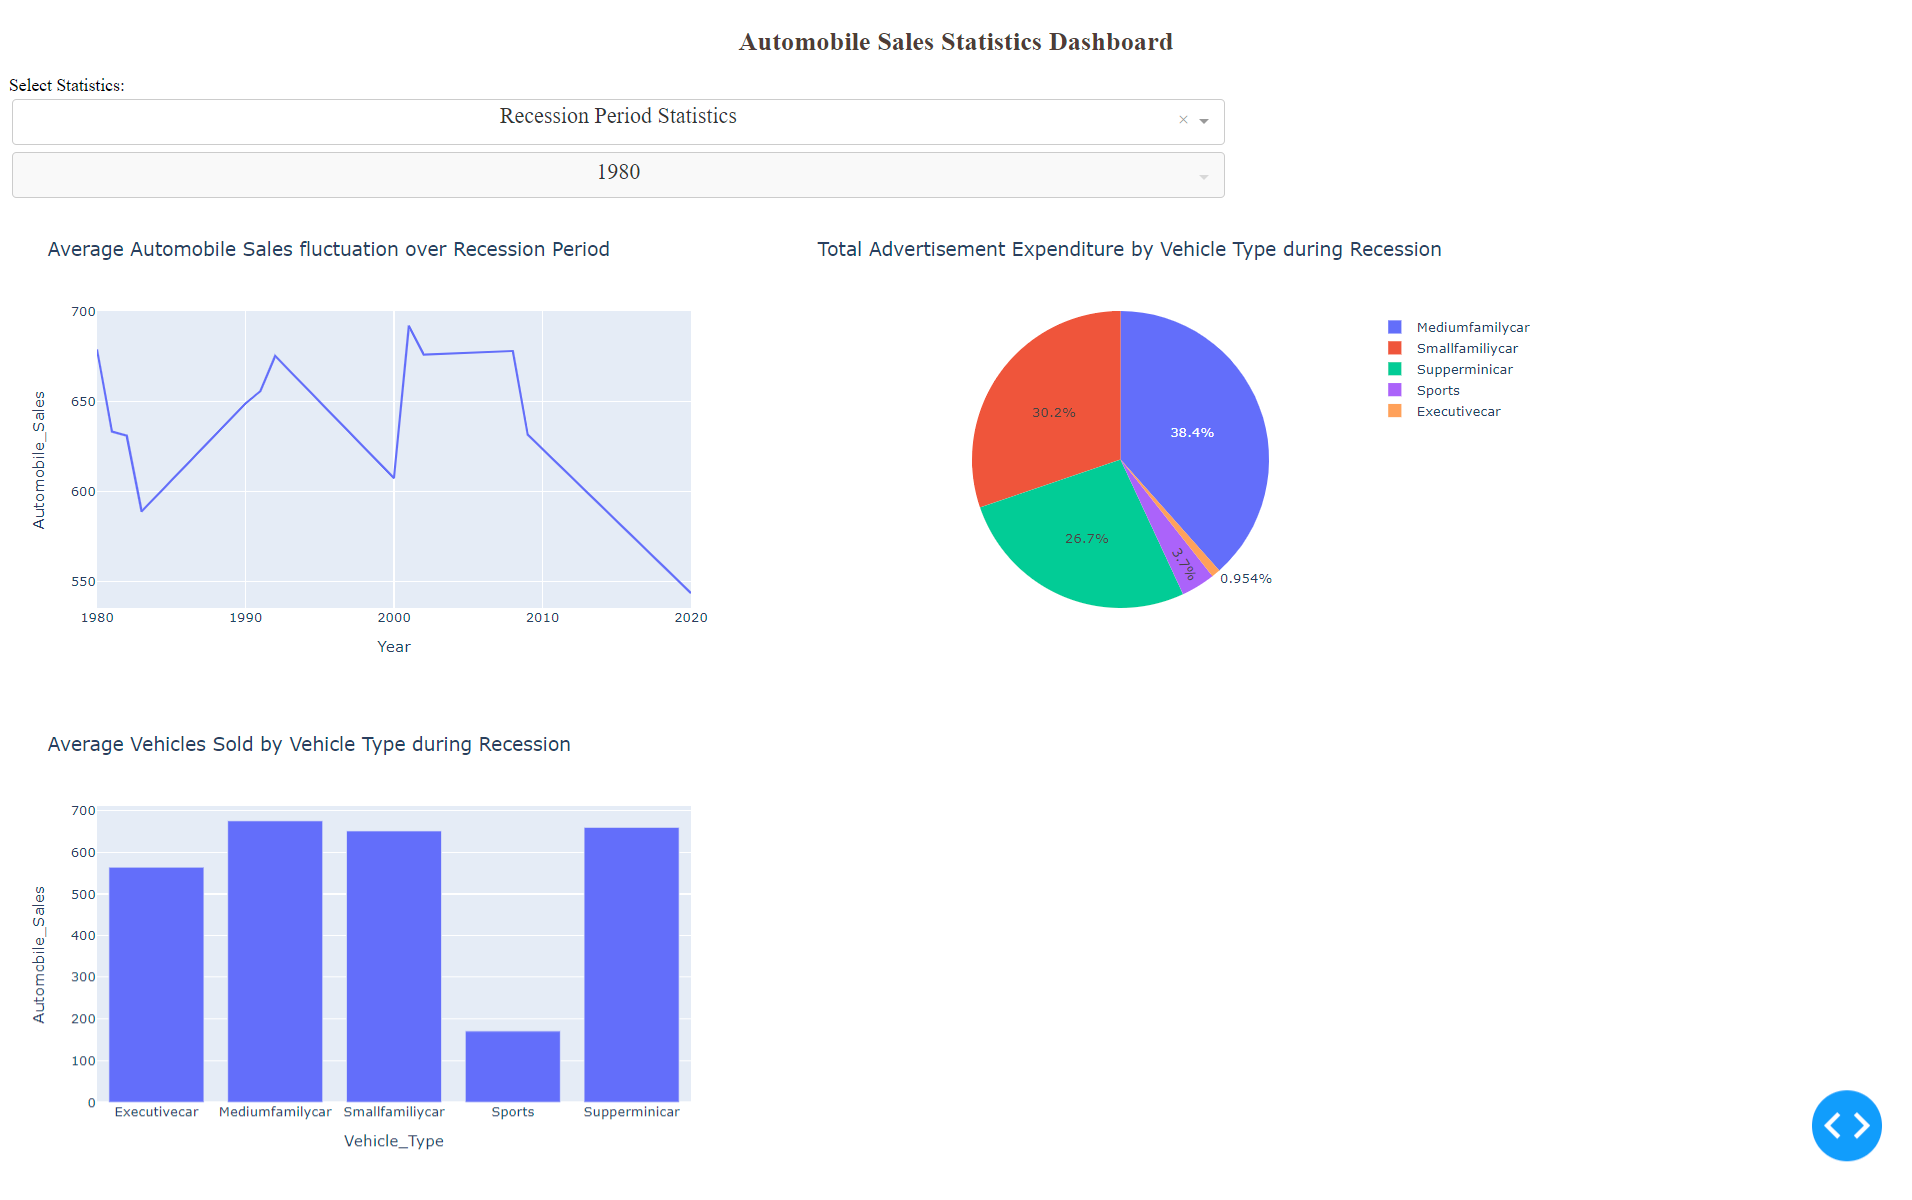 Automobile Sales Statistics Dashboard
Select Statistics:
Recession Period Statistics
×
1980
Average Automobile Sales fluctuation over Recession Period
700
650
600
550
Automobile_Sales
1980 1990 2000 2010 2020
Year
Total Advertisement Expenditure by Vehicle Type during Recession
30.2%
38.4%
26.7%
3.7%
0.954%
Mediumfamilycar
Smallfamiliycar
Supperminicar
Sports
Executivecar
Average Vehicles Sold by Vehicle Type during Recession
700
600
500
400
300
200
100
0
Automobile_Sales
Executivecar Mediumfamilycar Smallfamiliycar Sports Supperminicar
Vehicle_Type